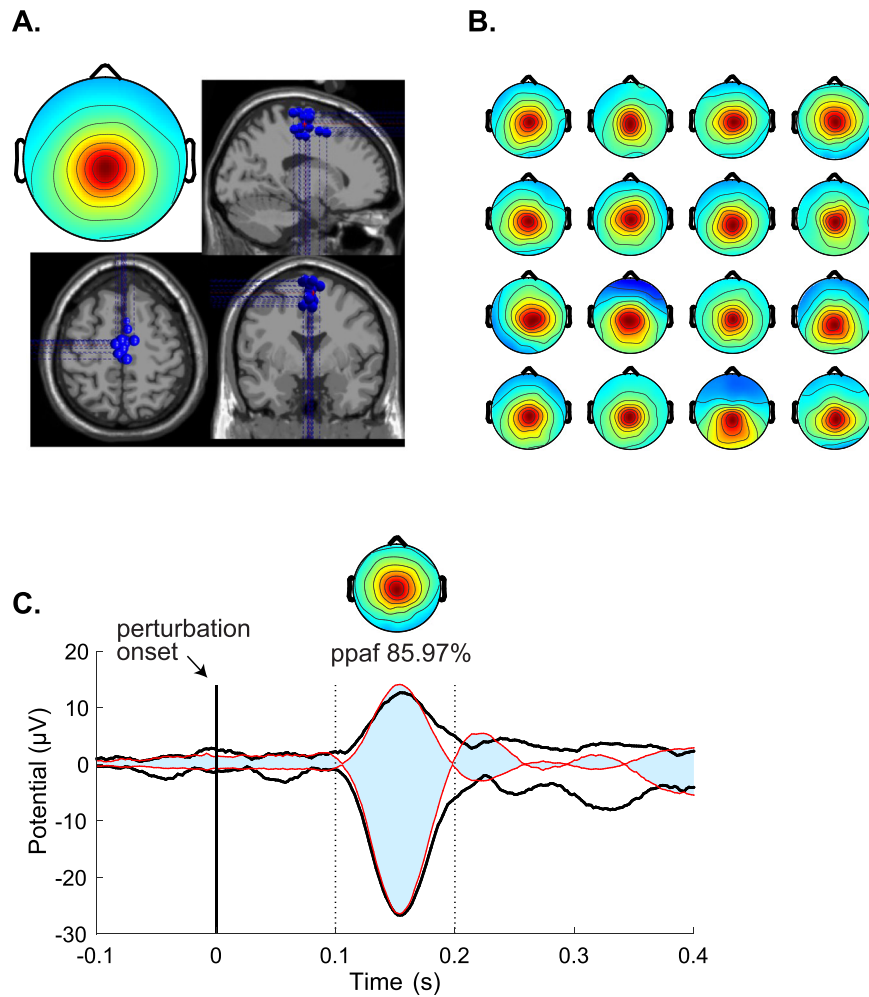 A.
B.
C.
perturbation
onset
ppaf 85.97%
20
10
0
-10
-20
-30
Potential (µV)
-0.1
0
0.1
0.2
0.3
0.4
Time (s)